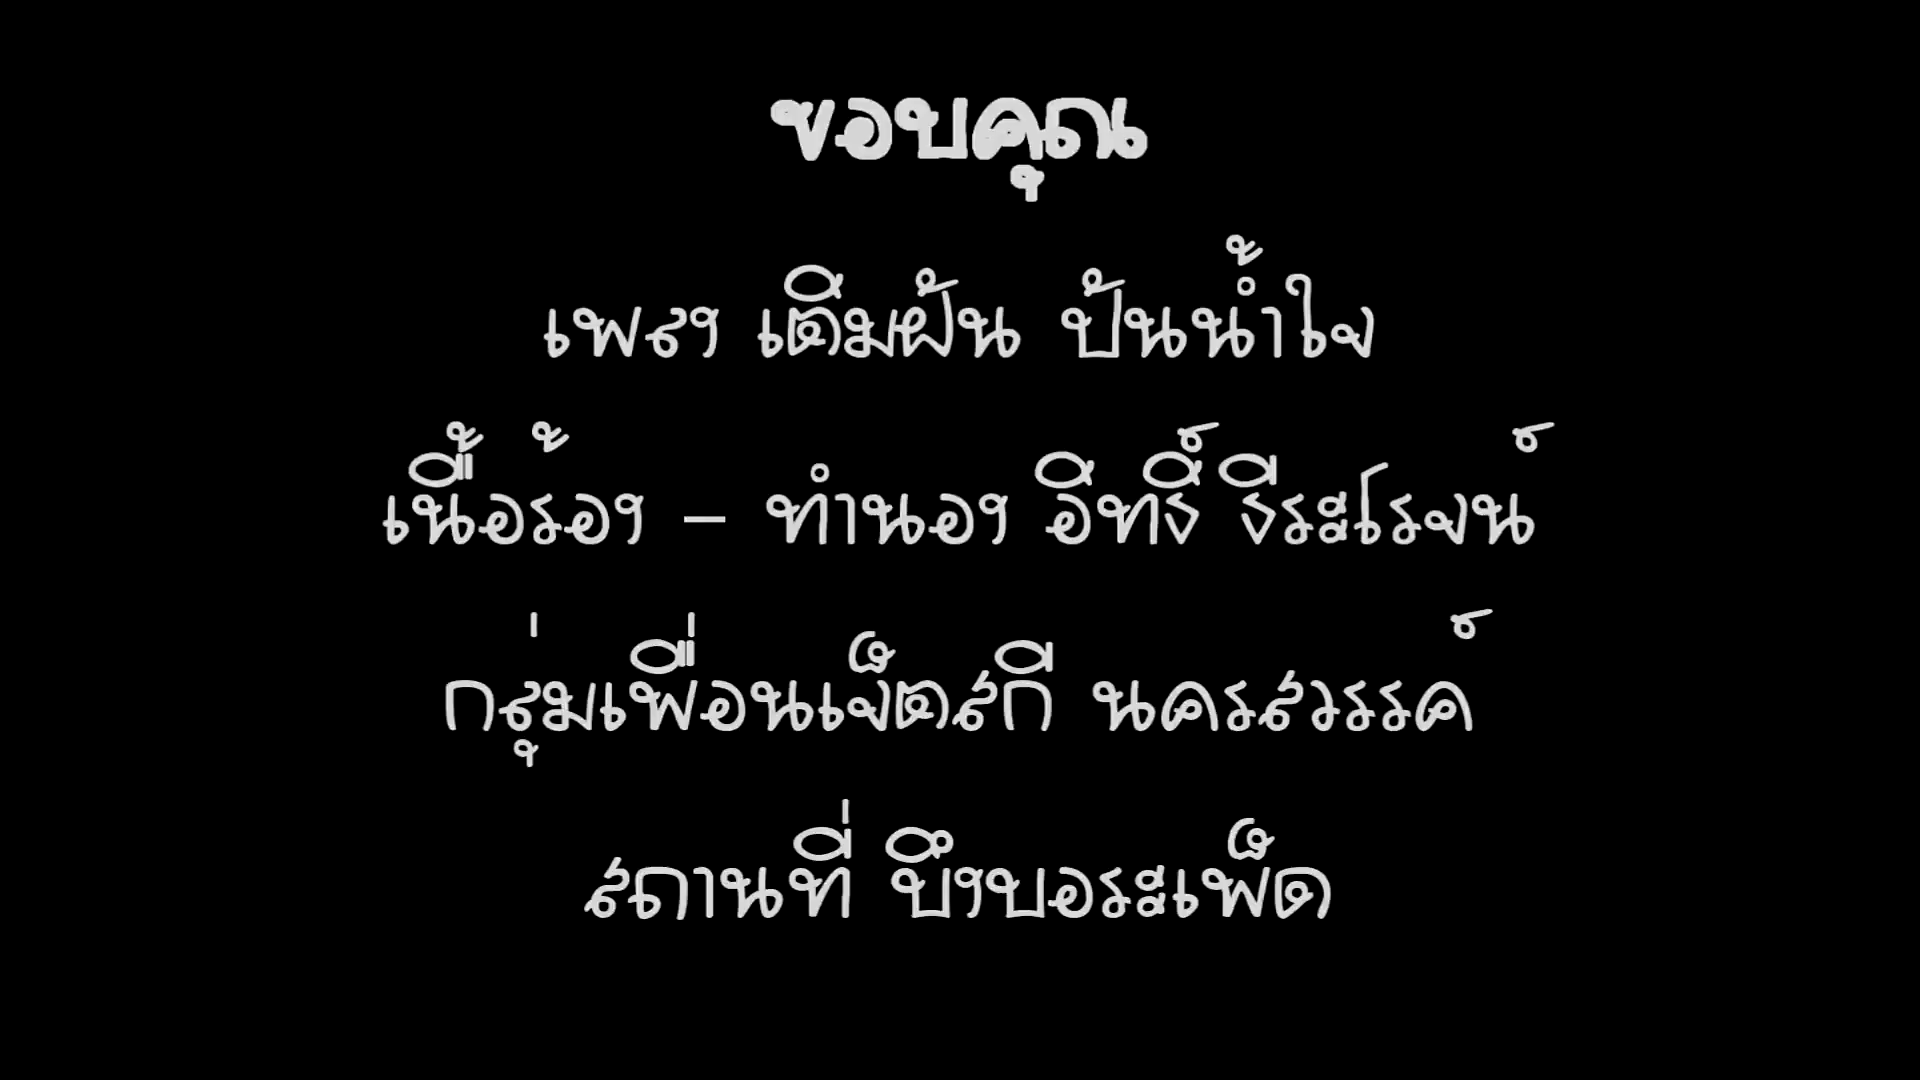 ขอบคุณ
เพลง เติมฝัน ปันน้ำใจ
เนื้อร้อง - ทำนอง อิทธิ์ ธีระโรจน์
กลุ่มเพื่อนเจ็ตสกี นครสวรรค์
สถานที่ บึงบอระเพ็ด